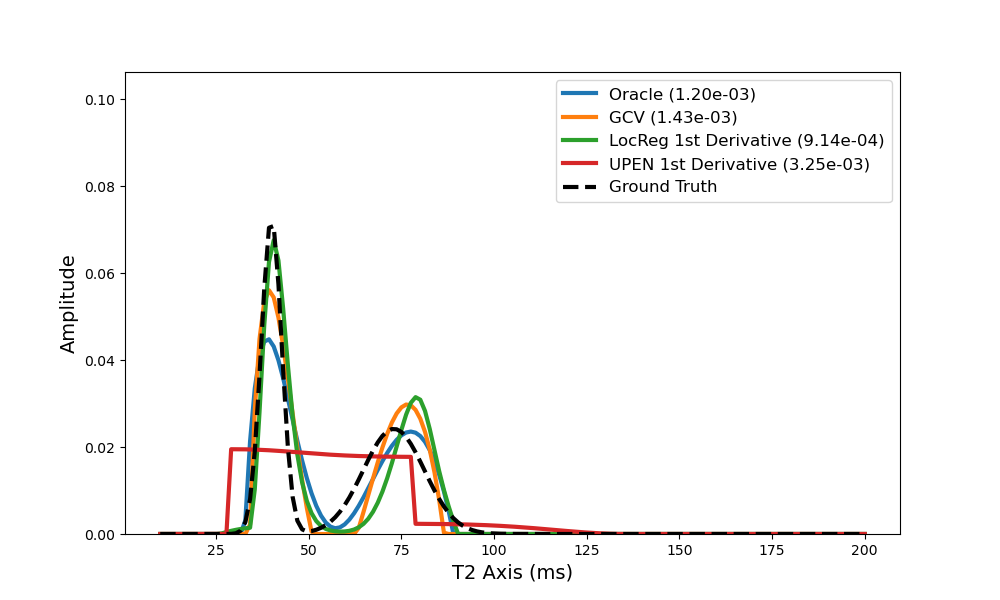 Oracle (1.20e-03)
GCV (1.43e-03)
LocReg 1st Derivative (9.14e-04)
UPEN 1st Derivative (3.25e-03)
Ground Truth
0.10
0.08
0.06
0.04
0.02
0.00
Amplitude
25 50 75 100 125 150 175 200
T2 Axis (ms)